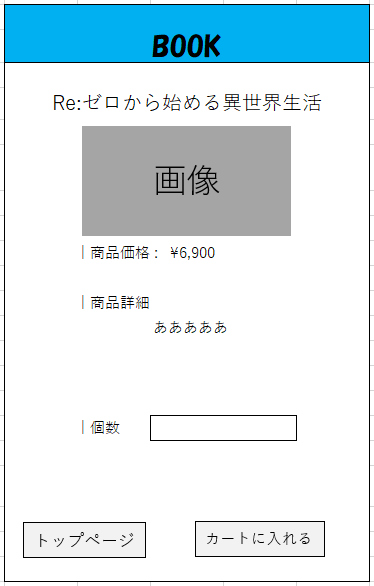 BOOK
Re:ゼロから始める異世界生活
画像
商品価格： ¥6,900
商品詳細
あああああ
個数
トップページ
カートに入れる